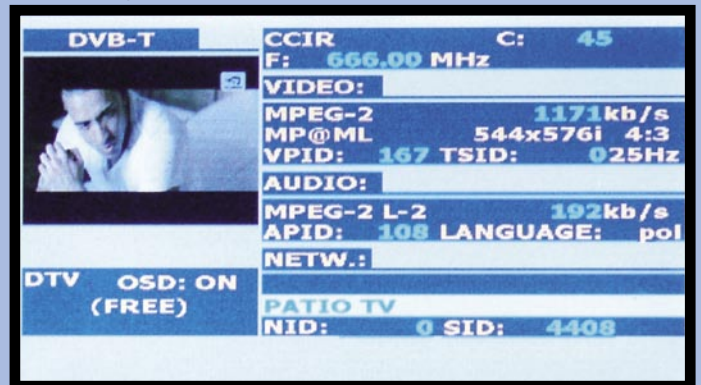 DVB-T
CCIR C: 45
F: 666.00 MHz
VIDEO:
MPEG-2 1171kb/s
MP@ML 544x576i 4:3
VPID: 167 TSID: 025Hz
AUDIO:
MPEG-2 L-2 192kb/s
APID: 108 LANGUAGE: pol
NETW.:
DTV OSD: ON
(FREE)
PATIO TV
NID: 0 SID: 4408